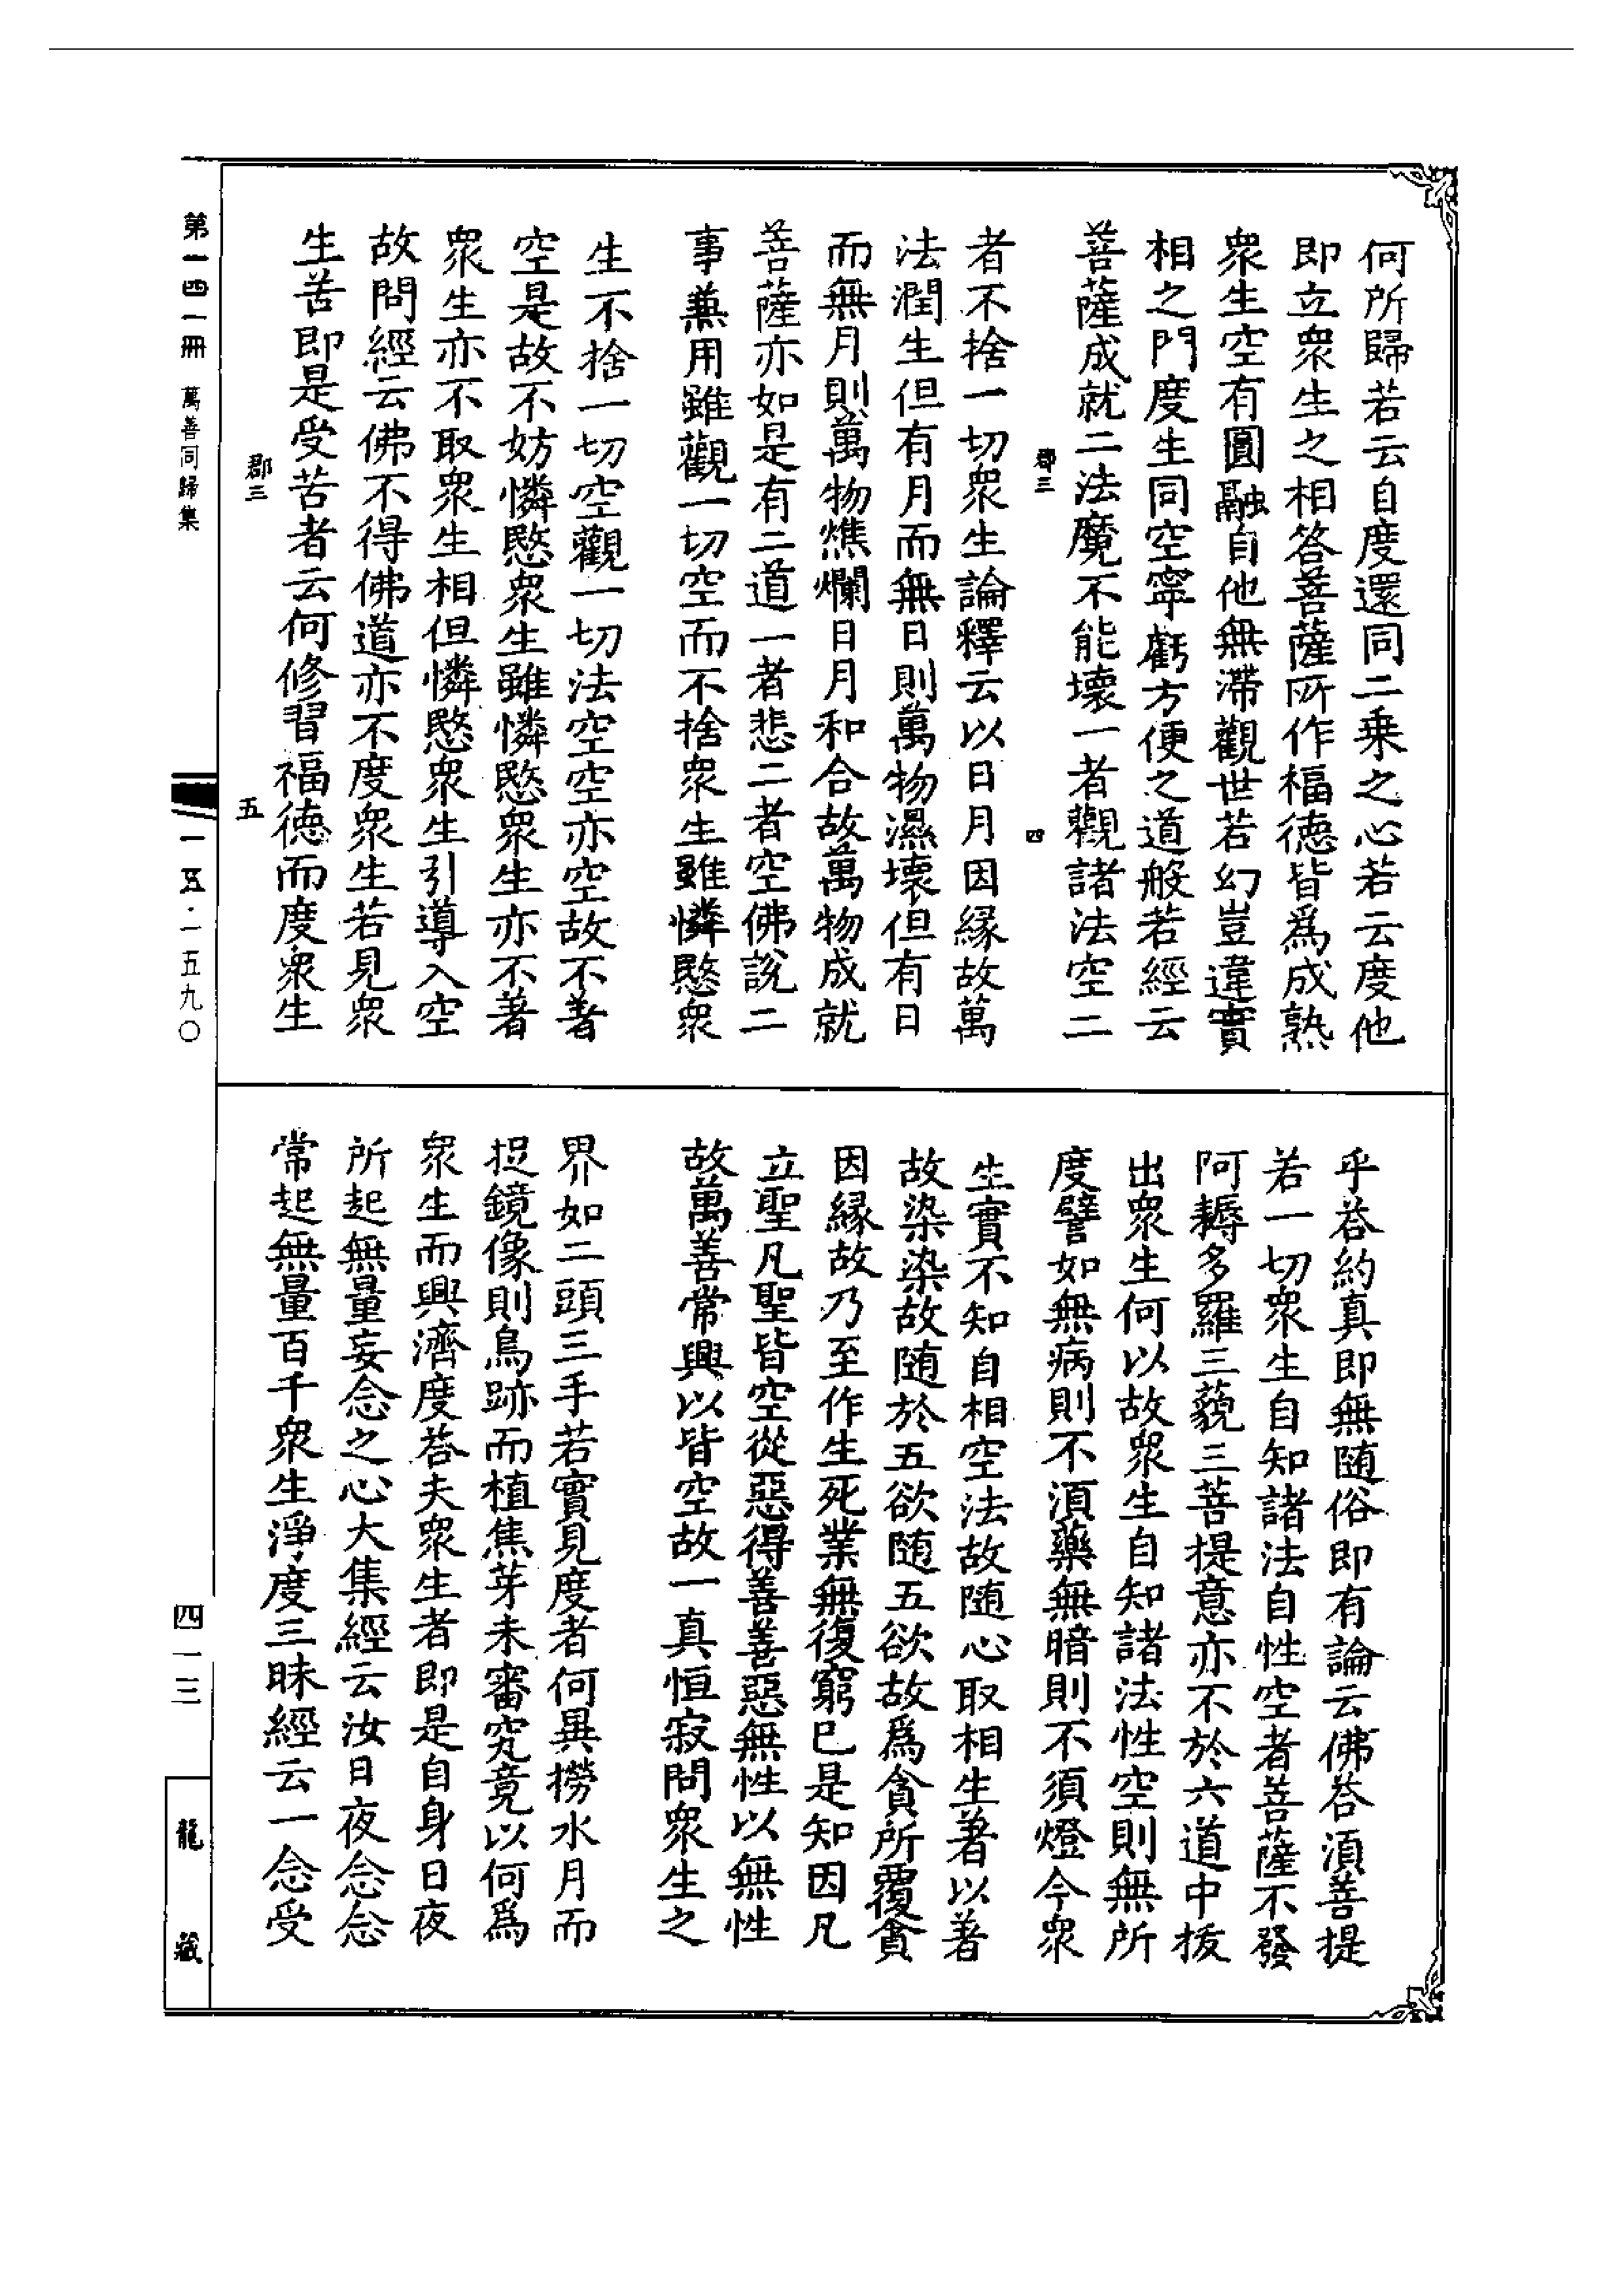 何所歸若云自度還同二乗之心若云度他
即立衆生之相答菩薩所作福德皆爲成熟
衆生空有圓融自他無滯觀世若幻豈違實
相之門度生同空寧虧方便之道般若經云
菩薩成就二法魔不能壞一者觀諸法空二
郡三
四
者不捨一切衆生論釋云以日月因緣故萬
法潤生但有月而無日則萬物濕壞但有日
而無月則萬物燋爛日月和合故萬物成就
菩薩亦如是有二道一者悲二者空佛説二
事兼用雖觀一切空而不捨衆生雖憐愍衆
生不捨一切空觀一切法空空亦空故不著
空是故不妨憐愍衆生雖憐愍衆生亦不著
衆生亦不取衆生相但憐愍衆生引導入空
故問經云佛不得佛道亦不度衆生若見衆
生苦即是受苦者云何修習福德而度衆生
郡三
五
乎荅約真即無随俗即有論云佛荅湏菩提
若一切衆生自知諸法自性空者菩薩不發
阿耨多羅三藐三菩提意亦不於六道中拔
出衆生何以故衆生自知諸法性空則無所
度譬如無病則不湏藥無暗則不須燈今衆
生實不知自相空法故随心取相生著以著
故染染故随於五欲随五欲故爲貪所覆貪
因緣故乃至作生死業無復窮巳是知因凡
立聖凡聖皆空從惡得善善惡無性以無性
故萬善常興以皆空故一真恒寂問衆生之
界如二頭三手若實見度者何異撈水月而
捉鏡像則鳥跡而植焦芽未審究竟以何爲
衆生而興濟度荅夫衆生者即是自身日夜
所起無量妄念之心大集經云汝日夜念念
常起無量百千衆生淨度三昧經云一念受
第一四一冊 萬善同歸集
一五・一五九〇
四一三
龍藏